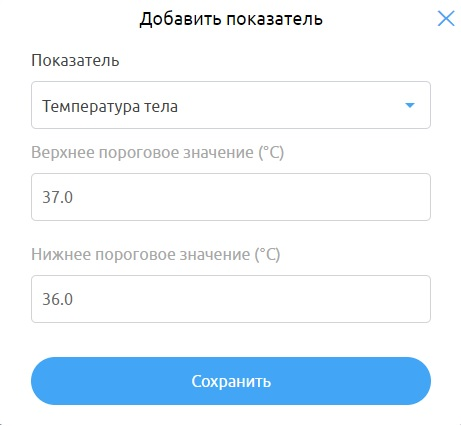 Добавить показатель
Показатель
Температура тела
Верхнее пороговое значение (°C)
37.0
Нижнее пороговое значение (°C)
36.0
Сохранить